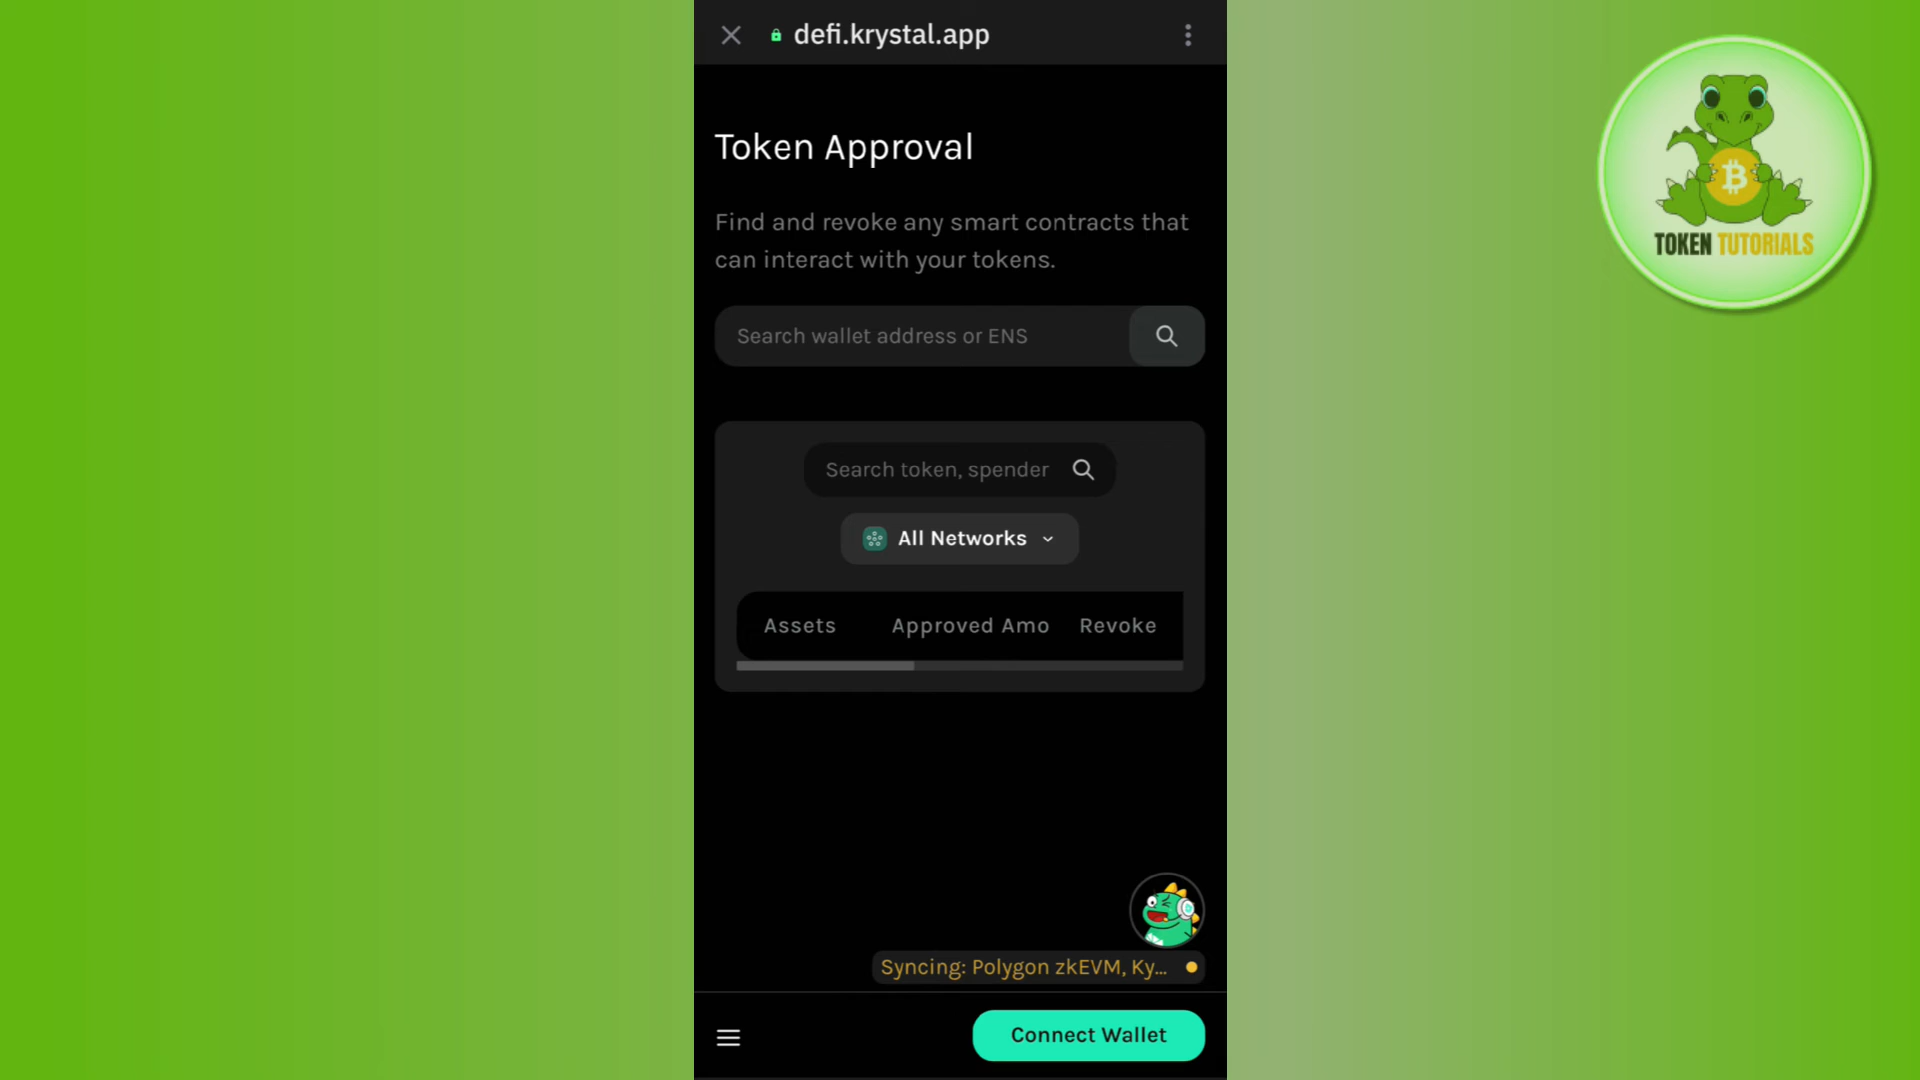 defi.krystal.app
Token Approval
Find and revoke any smart contracts that
can interact with your tokens.
Search wallet address or ENS
Search token, spender
All Networks
Assets Approved Amo Revoke
Syncing: Polygon zkEVM, Ky...
Connect Wallet
TOKEN TUTORIALS